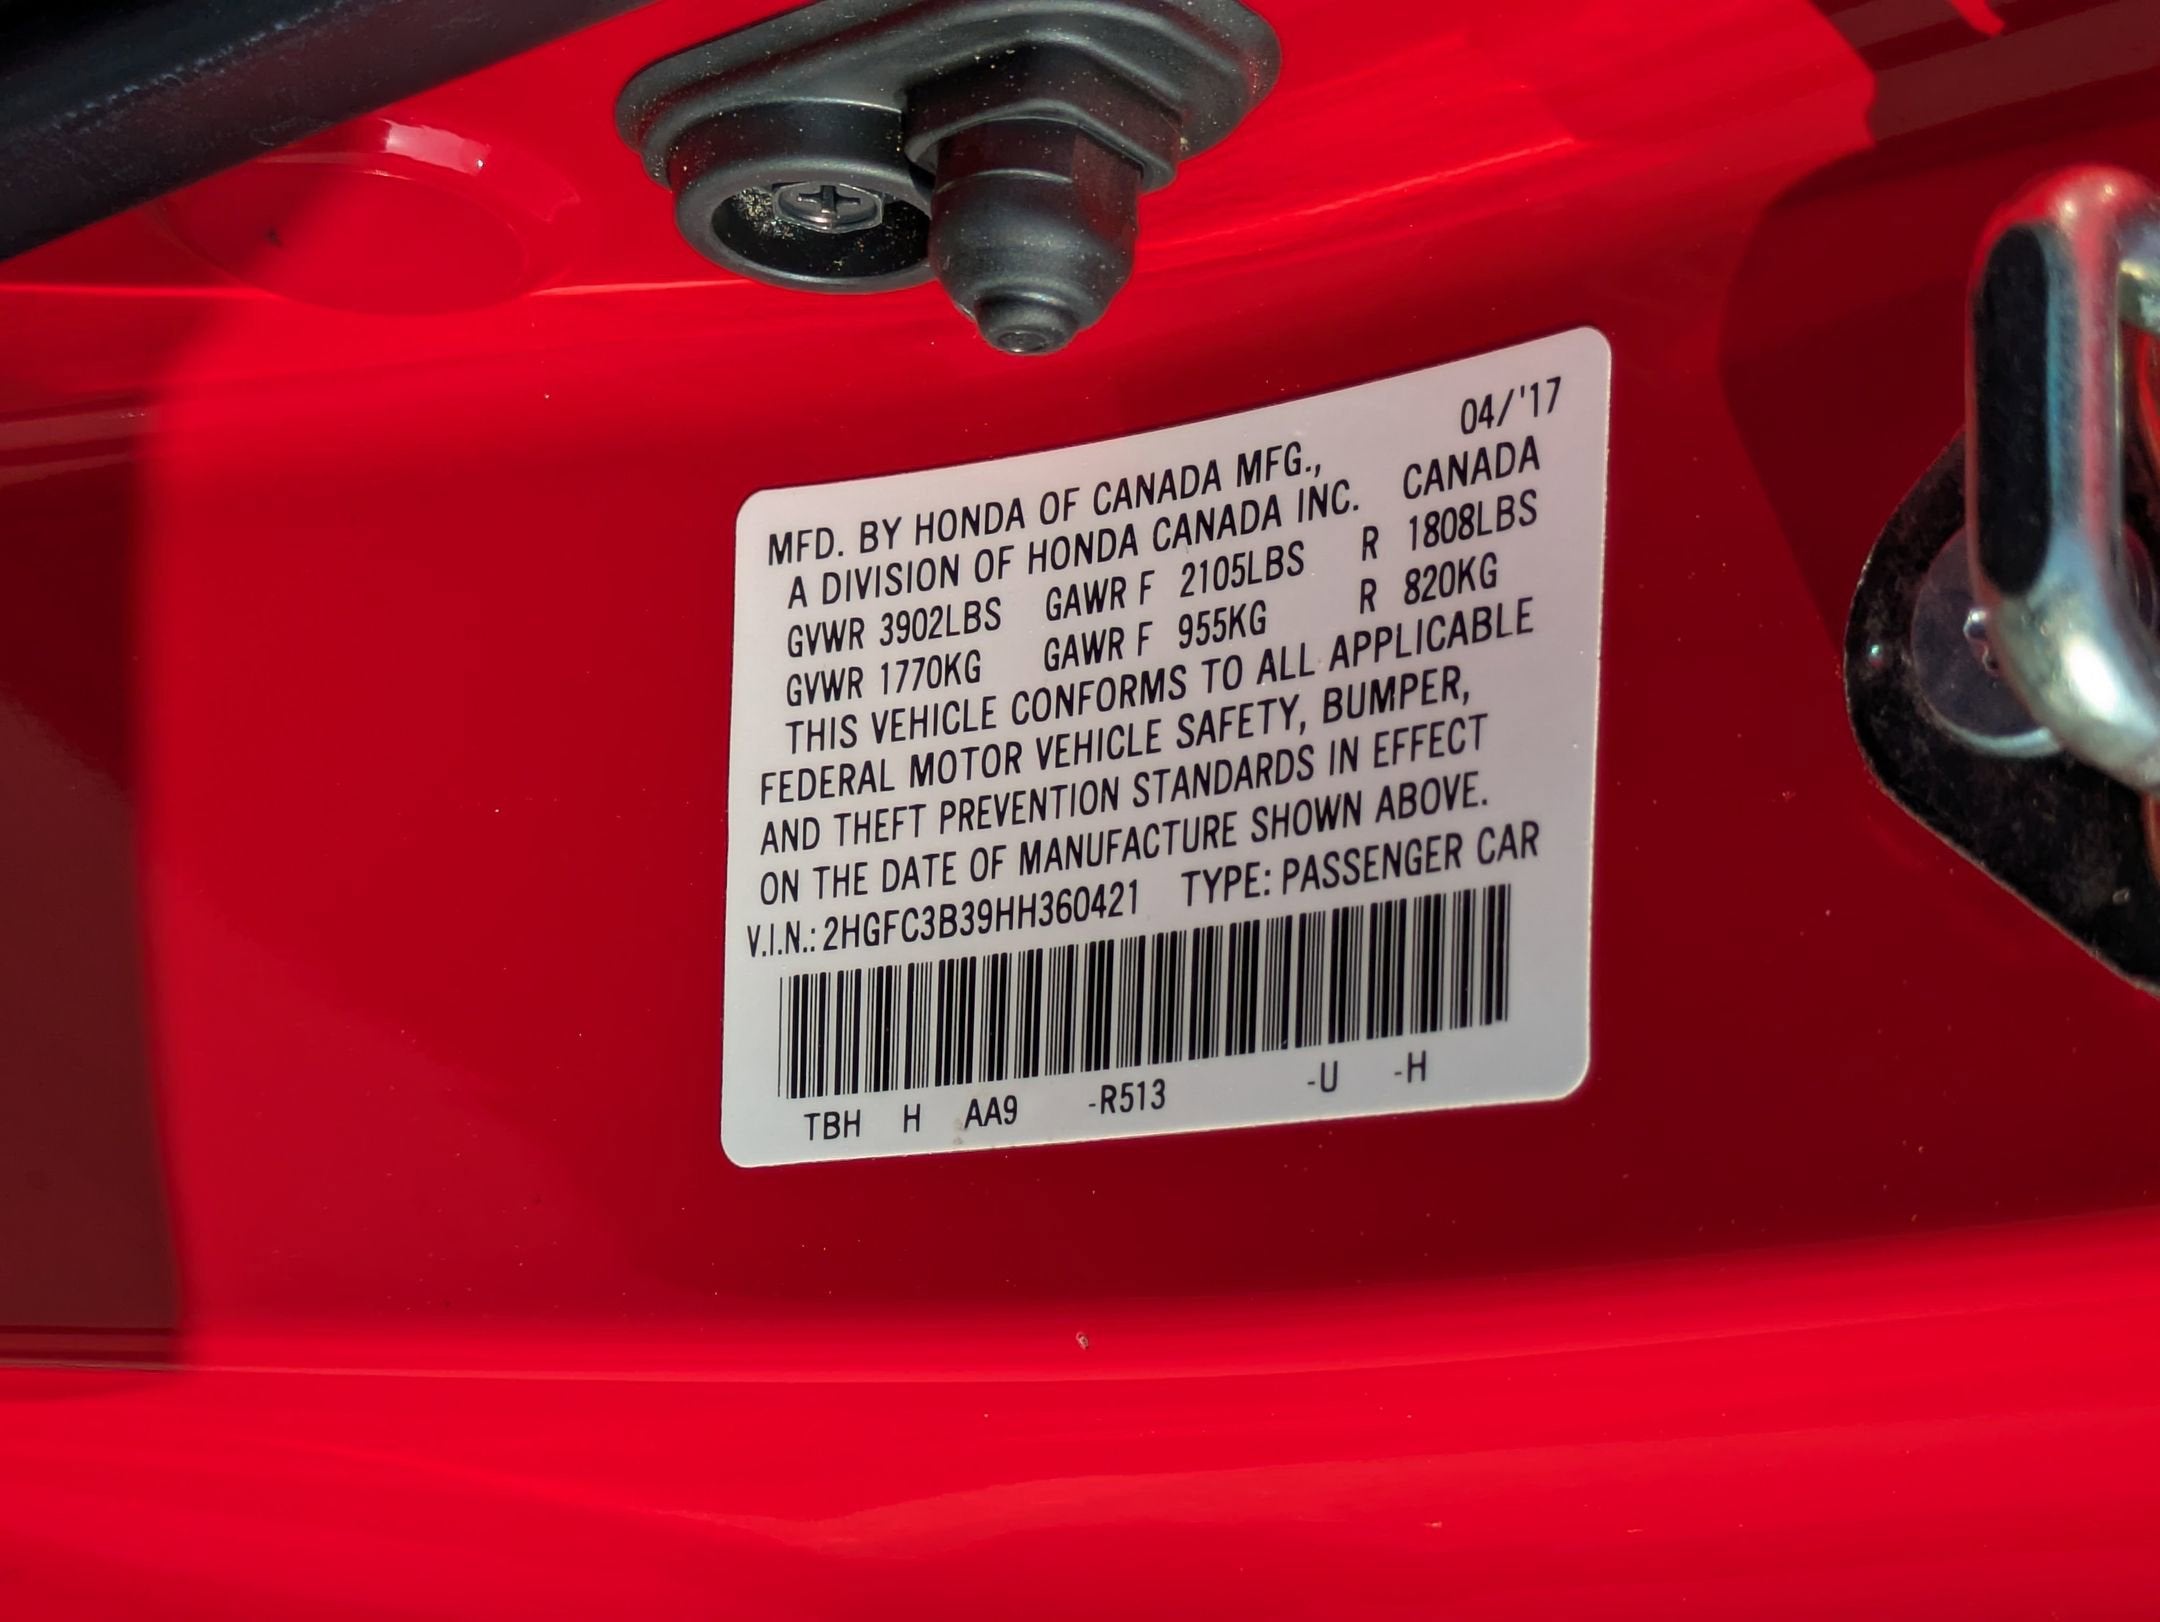 04/'17
MFD. BY HONDA OF CANADA MFG.,
A DIVISION OF HONDA CANADA INC. CANADA
GVWR 3902LBS GAWR F 2105LBS R 1808LBS
GVWR 1770KG GAWR F 955KG R 820KG
THIS VEHICLE CONFORMS TO ALL APPLICABLE
FEDERAL MOTOR VEHICLE SAFETY, BUMPER,
AND THEFT PREVENTION STANDARDS IN EFFECT
ON THE DATE OF MANUFACTURE SHOWN ABOVE.
V.I.N.: 2HGFC3B39HH360421 TYPE: PASSENGER CAR
TBH H AA9 -R513 -U -H